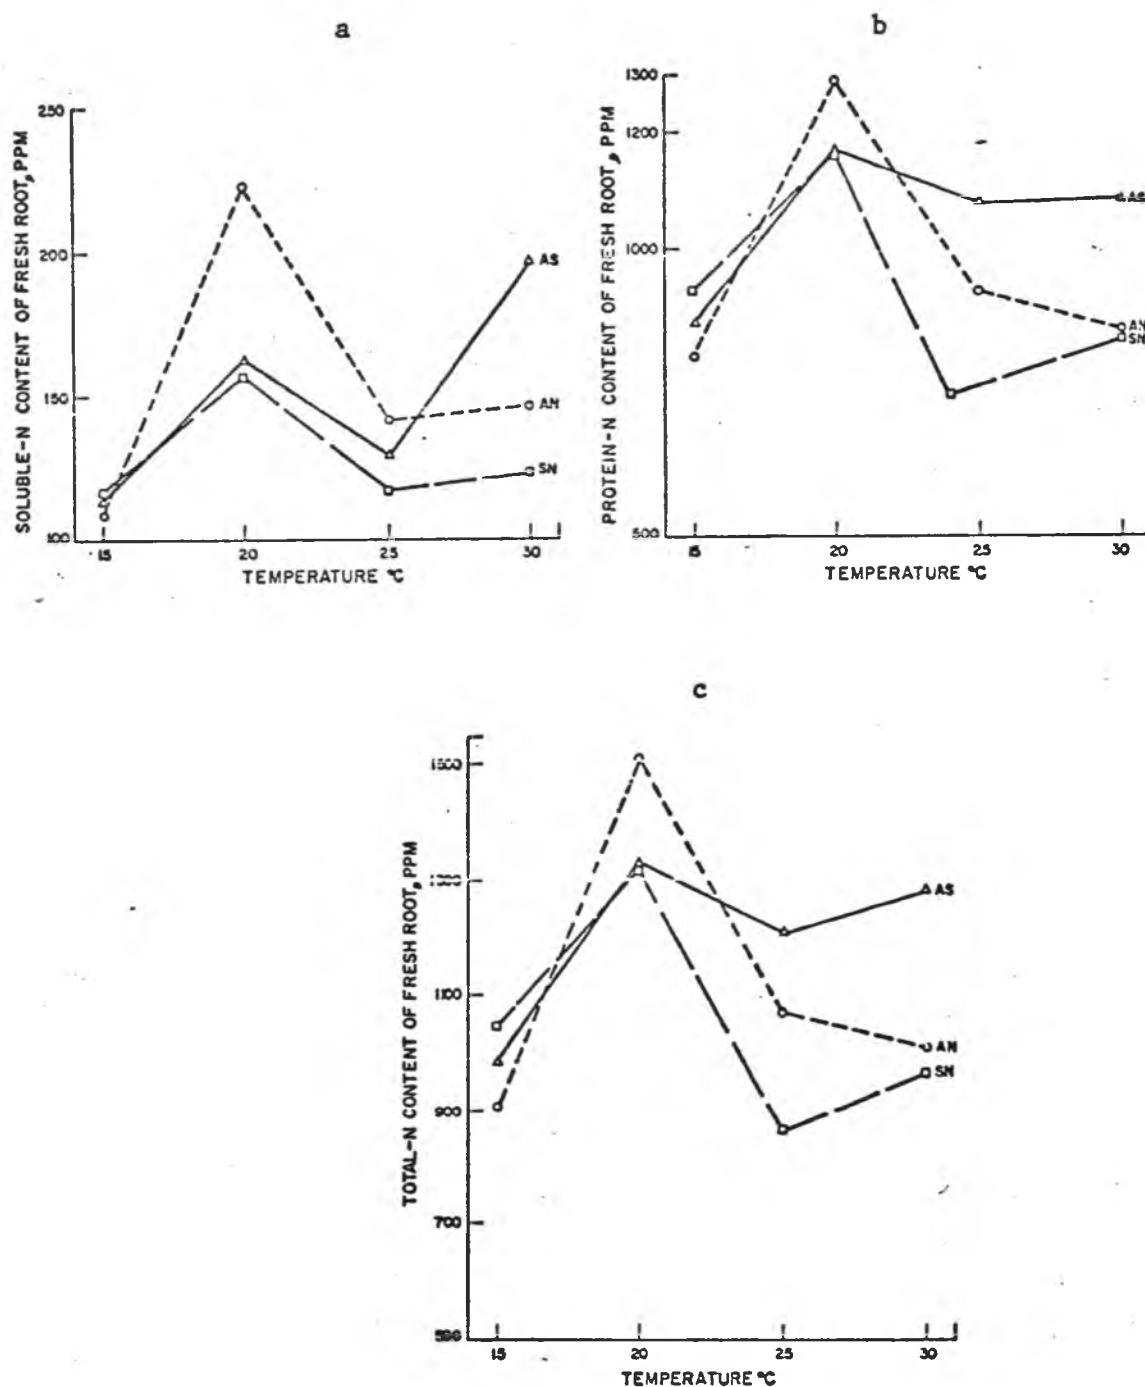 a
250
200
150
100
SOLUBLE-N CONTENT OF FRESH ROOT, PPM
AS
AN
SN
15 20 25 30
TEMPERATURE °C
b
1300
1200
1000
500
PROTEIN-N CONTENT OF FRESH ROOT, PPM
AS
AN
SN
15 20 25 30
TEMPERATURE °C
c
1100
900
700
TOTAL-N CONTENT OF FRESH ROOT, PPM
AS
AN
SN
15 20 25 30
TEMPERATURE °C